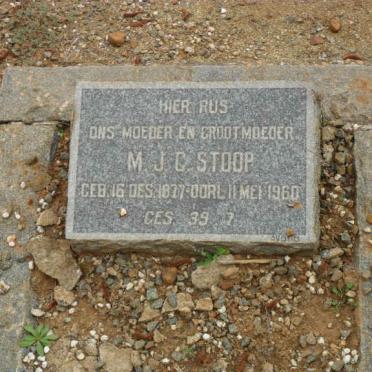 HIER RUS
ONS MOEDER EN GROOTMOEDER
M. J. C. STOOP
GEB. 16 DES. 1877 - OORL. 11 MEI 1960
GES. 39 . 7